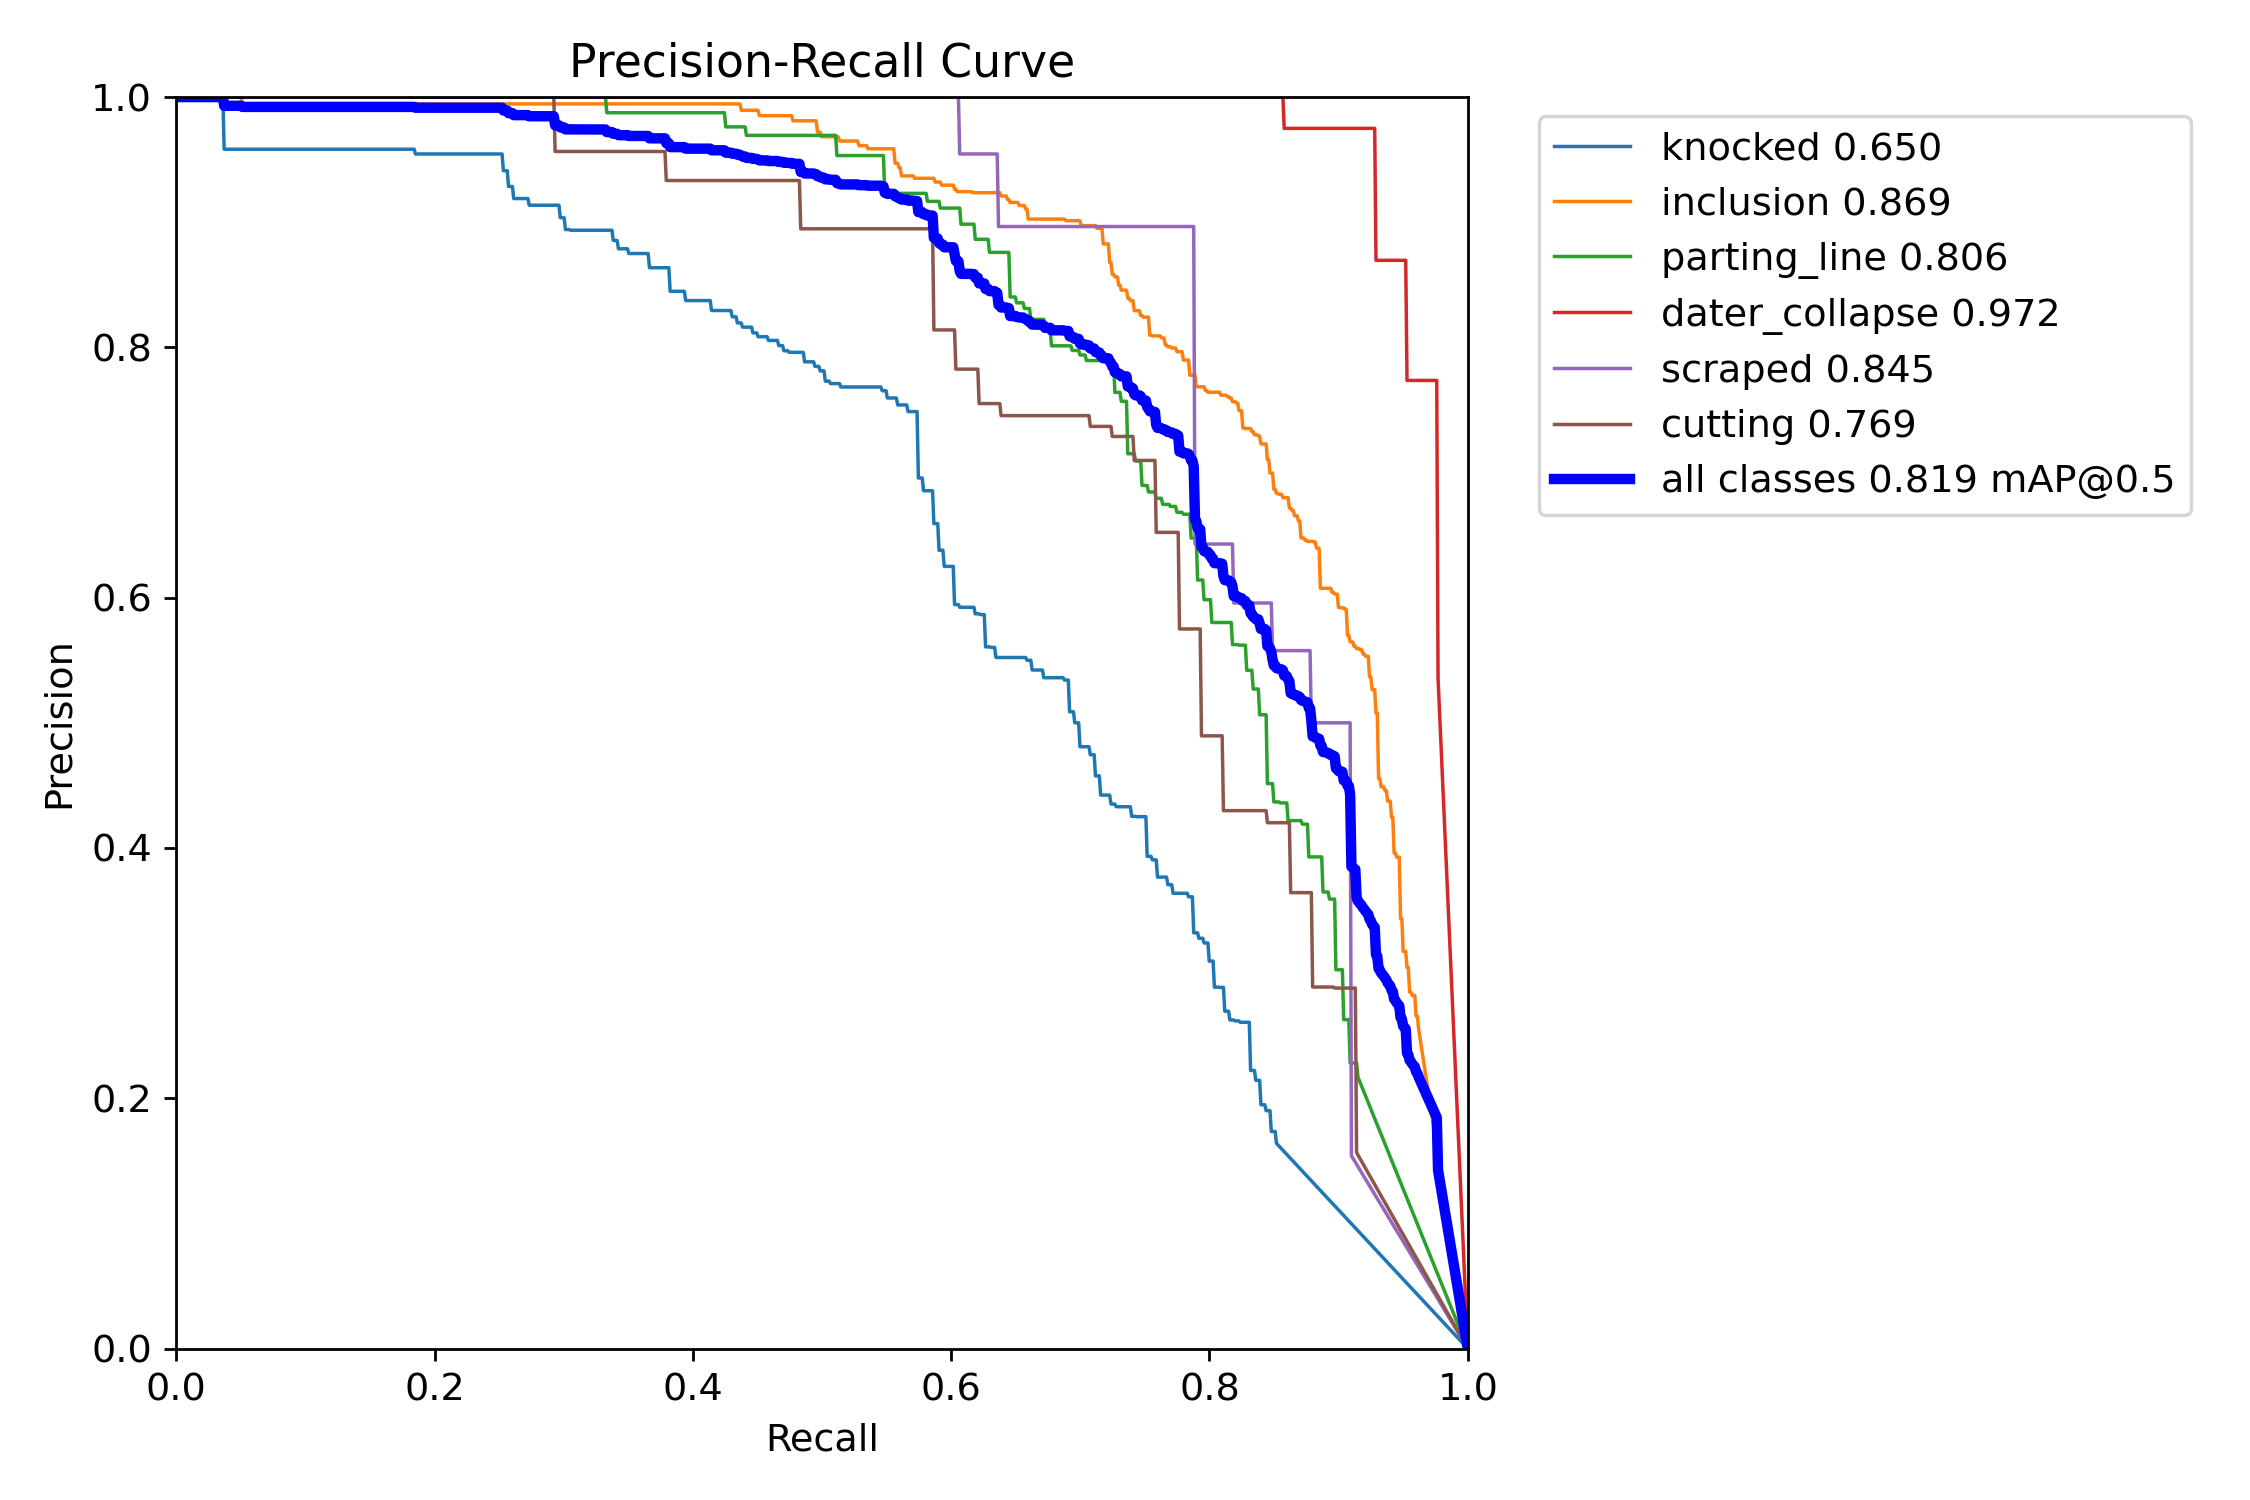 Precision-Recall Curve
1.0
0.8
0.6
0.4
0.2
0.0
Precision
0.0 0.2 0.4 0.6 0.8 1.0
Recall
knocked 0.650
inclusion 0.869
parting_line 0.806
dater_collapse 0.972
scraped 0.845
cutting 0.769
all classes 0.819 mAP@0.5